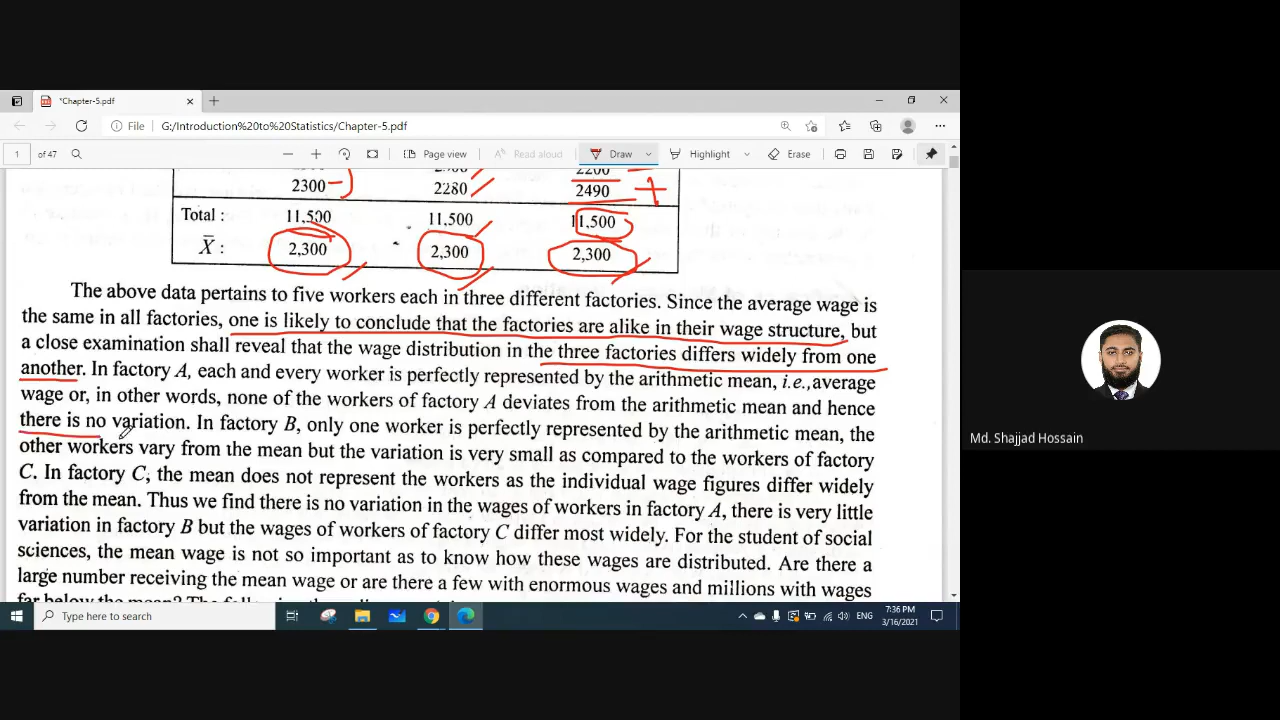 *Chapter-5.pdf
File G:/Introduction%20to%20Statistics/Chapter-5.pdf
1 of 47 Page view Read aloud Draw Highlight Erase
2200
2300 2280 2490
Total : 11,500 11,500 11,500
X̄ : 2,300 2,300 2,300
The above data pertains to five workers each in three different factories. Since the average wage is
the same in all factories, one is likely to conclude that the factories are alike in their wage structure, but
a close examination shall reveal that the wage distribution in the three factories differs widely from one
another. In factory A, each and every worker is perfectly represented by the arithmetic mean, i.e., average
wage or, in other words, none of the workers of factory A deviates from the arithmetic mean and hence
there is no variation. In factory B, only one worker is perfectly represented by the arithmetic mean, the
other workers vary from the mean but the variation is very small as compared to the workers of factory
C. In factory C, the mean does not represent the workers as the individual wage figures differ widely
from the mean. Thus we find there is no variation in the wages of workers in factory A, there is very little
variation in factory B but the wages of workers of factory C differ most widely. For the student of social
sciences, the mean wage is not so important as to know how these wages are distributed. Are there a
large number receiving the mean wage or are there a few with enormous wages and millions with wages
far below the mean? The
Type here to search
ENG
7:36 PM
3/16/2021
Md. Shajjad Hossain